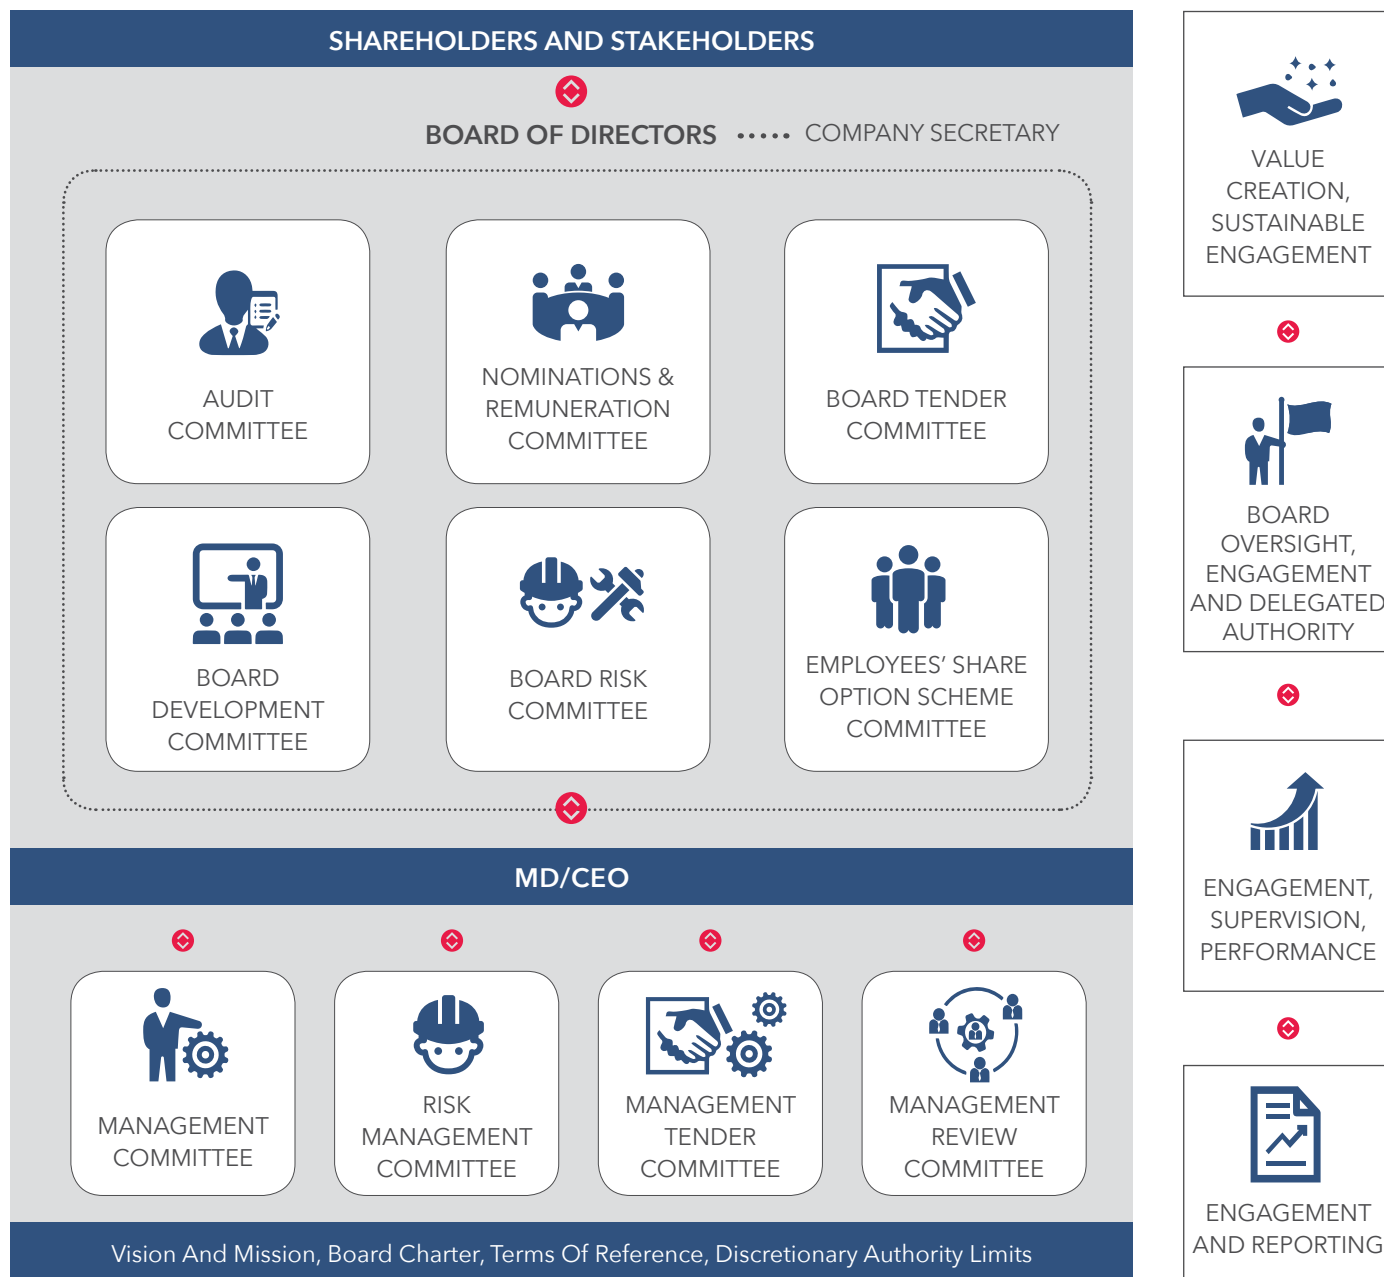 SHAREHOLDERS AND STAKEHOLDERS
BOARD OF DIRECTORS ..... COMPANY SECRETARY
AUDIT
COMMITTEE
NOMINATIONS &
REMUNERATION
COMMITTEE
BOARD TENDER
COMMITTEE
BOARD
DEVELOPMENT
COMMITTEE
BOARD RISK
COMMITTEE
EMPLOYEES’ SHARE
OPTION SCHEME
COMMITTEE
MD/CEO
MANAGEMENT
COMMITTEE
RISK
MANAGEMENT
COMMITTEE
MANAGEMENT
TENDER
COMMITTEE
MANAGEMENT
REVIEW
COMMITTEE
Vision And Mission, Board Charter, Terms Of Reference, Discretionary Authority Limits
VALUE
CREATION,
SUSTAINABLE
ENGAGEMENT
BOARD
OVERSIGHT,
ENGAGEMENT
AND DELEGATED
AUTHORITY
ENGAGEMENT,
SUPERVISION,
PERFORMANCE
ENGAGEMENT
AND REPORTING